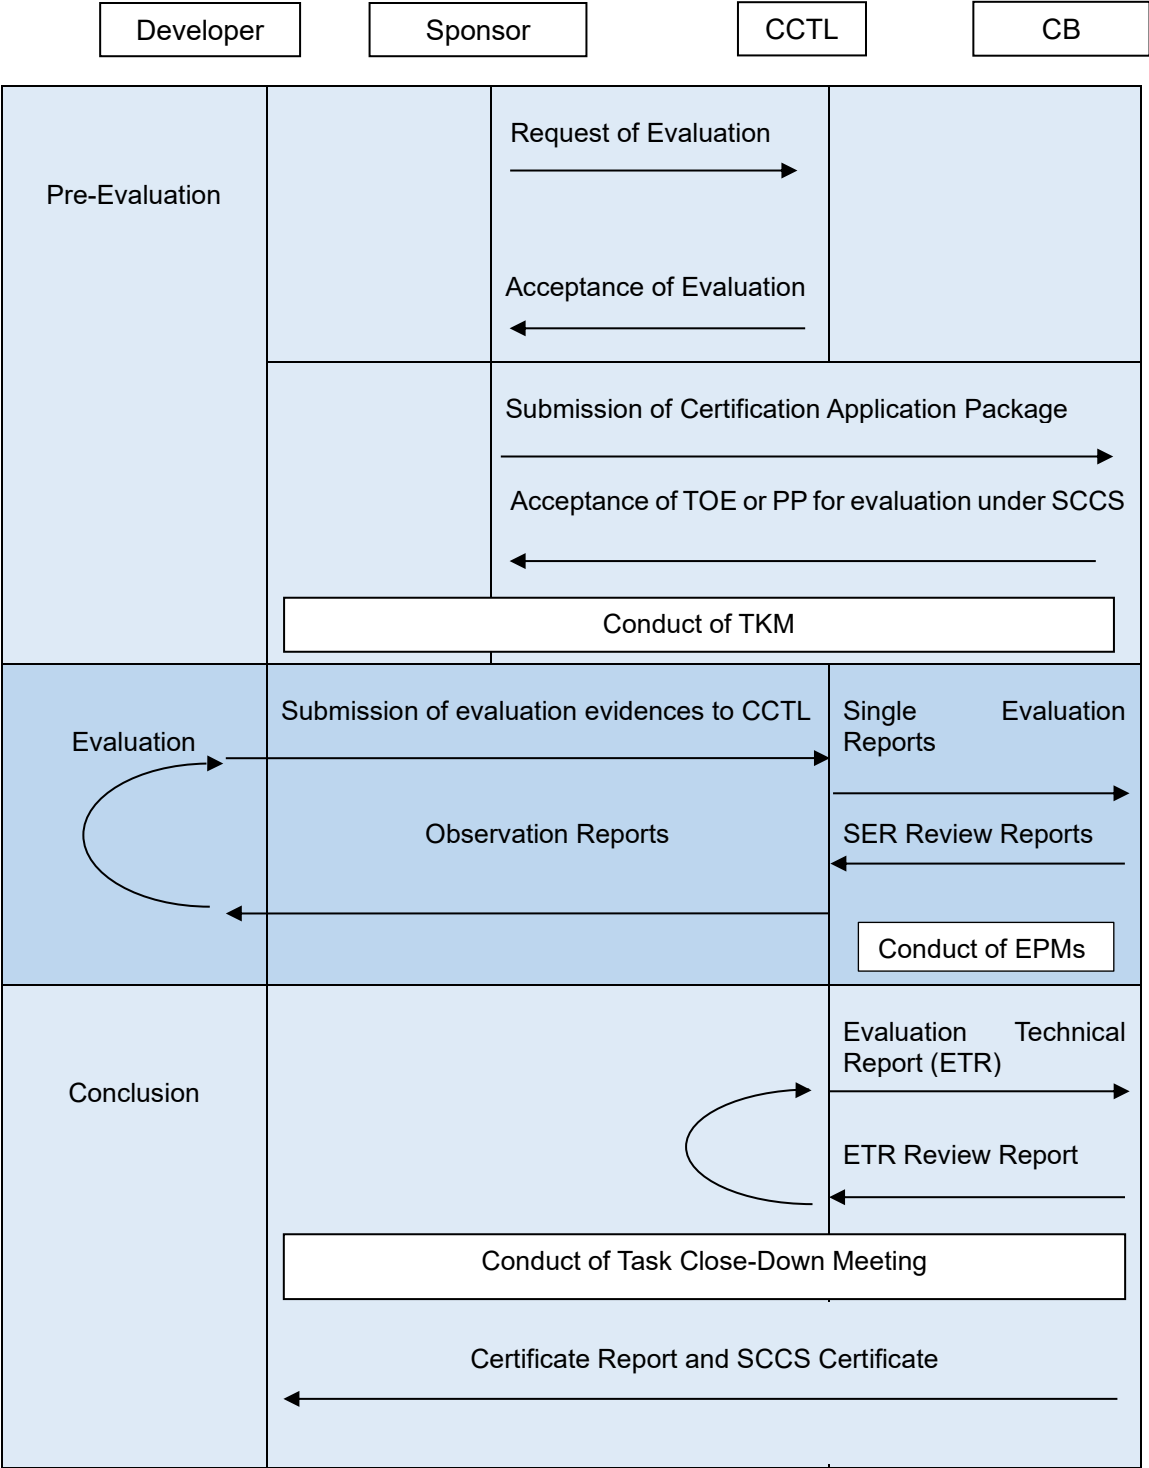 Developer
Sponsor
CCTL
CB
Pre-Evaluation
Request of Evaluation
Acceptance of Evaluation
Submission of Certification Application Package
Acceptance of TOE or PP for evaluation under SCCS
Conduct of TKM
Evaluation
Submission of evaluation evidences to CCTL
Single Evaluation
Reports
Observation Reports
SER Review Reports
Conduct of EPMs
Conclusion
Evaluation Technical
Report (ETR)
ETR Review Report
Conduct of Task Close-Down Meeting
Certificate Report and SCCS Certificate